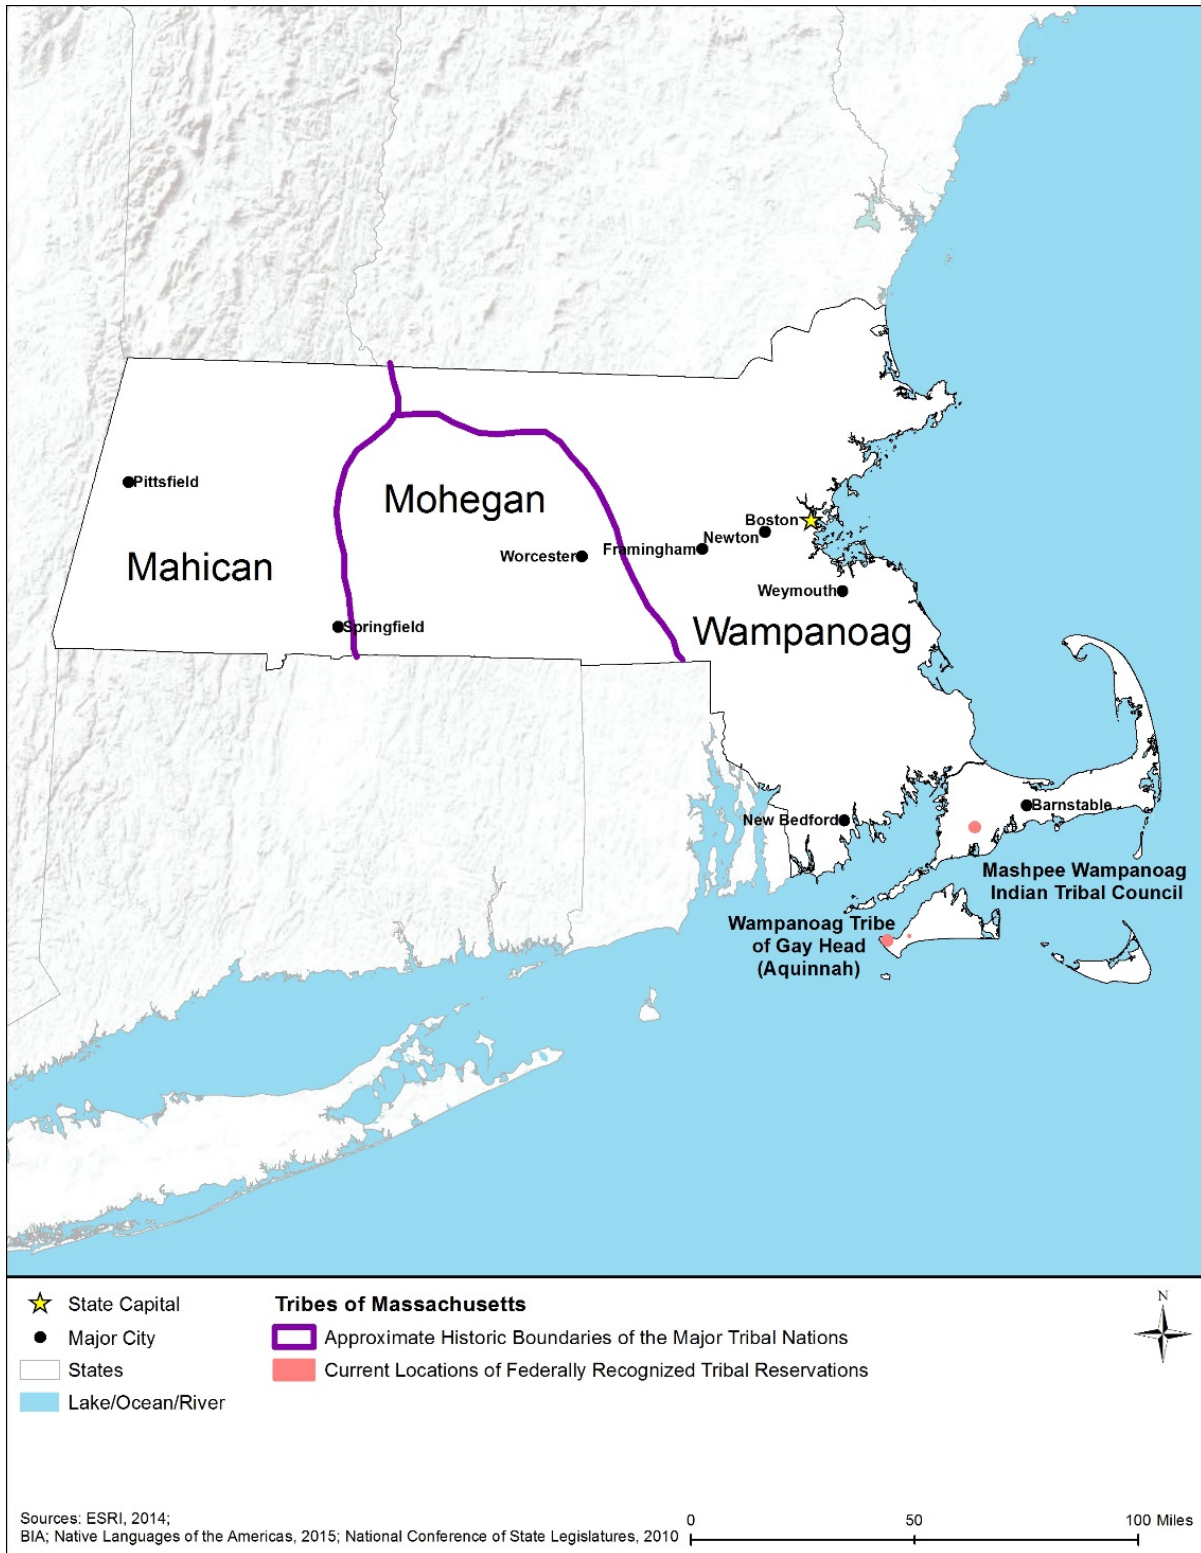 Pittsfield
Mohegan
Boston
Newton
Framingham
Worcester
Mahican
Weymouth
Springfield
Wampanoag
Barnstable
New Bedford
Mashpee Wampanoag
Indian Tribal Council
Wampanoag Tribe
of Gay Head
(Aquinnah)
State Capital
Major City
States
Lake/Ocean/River
Tribes of Massachusetts
Approximate Historic Boundaries of the Major Tribal Nations
Current Locations of Federally Recognized Tribal Reservations
N
Sources: ESRI, 2014;
BIA; Native Languages of the Americas, 2015; National Conference of State Legislatures, 2010
0 50 100 Miles